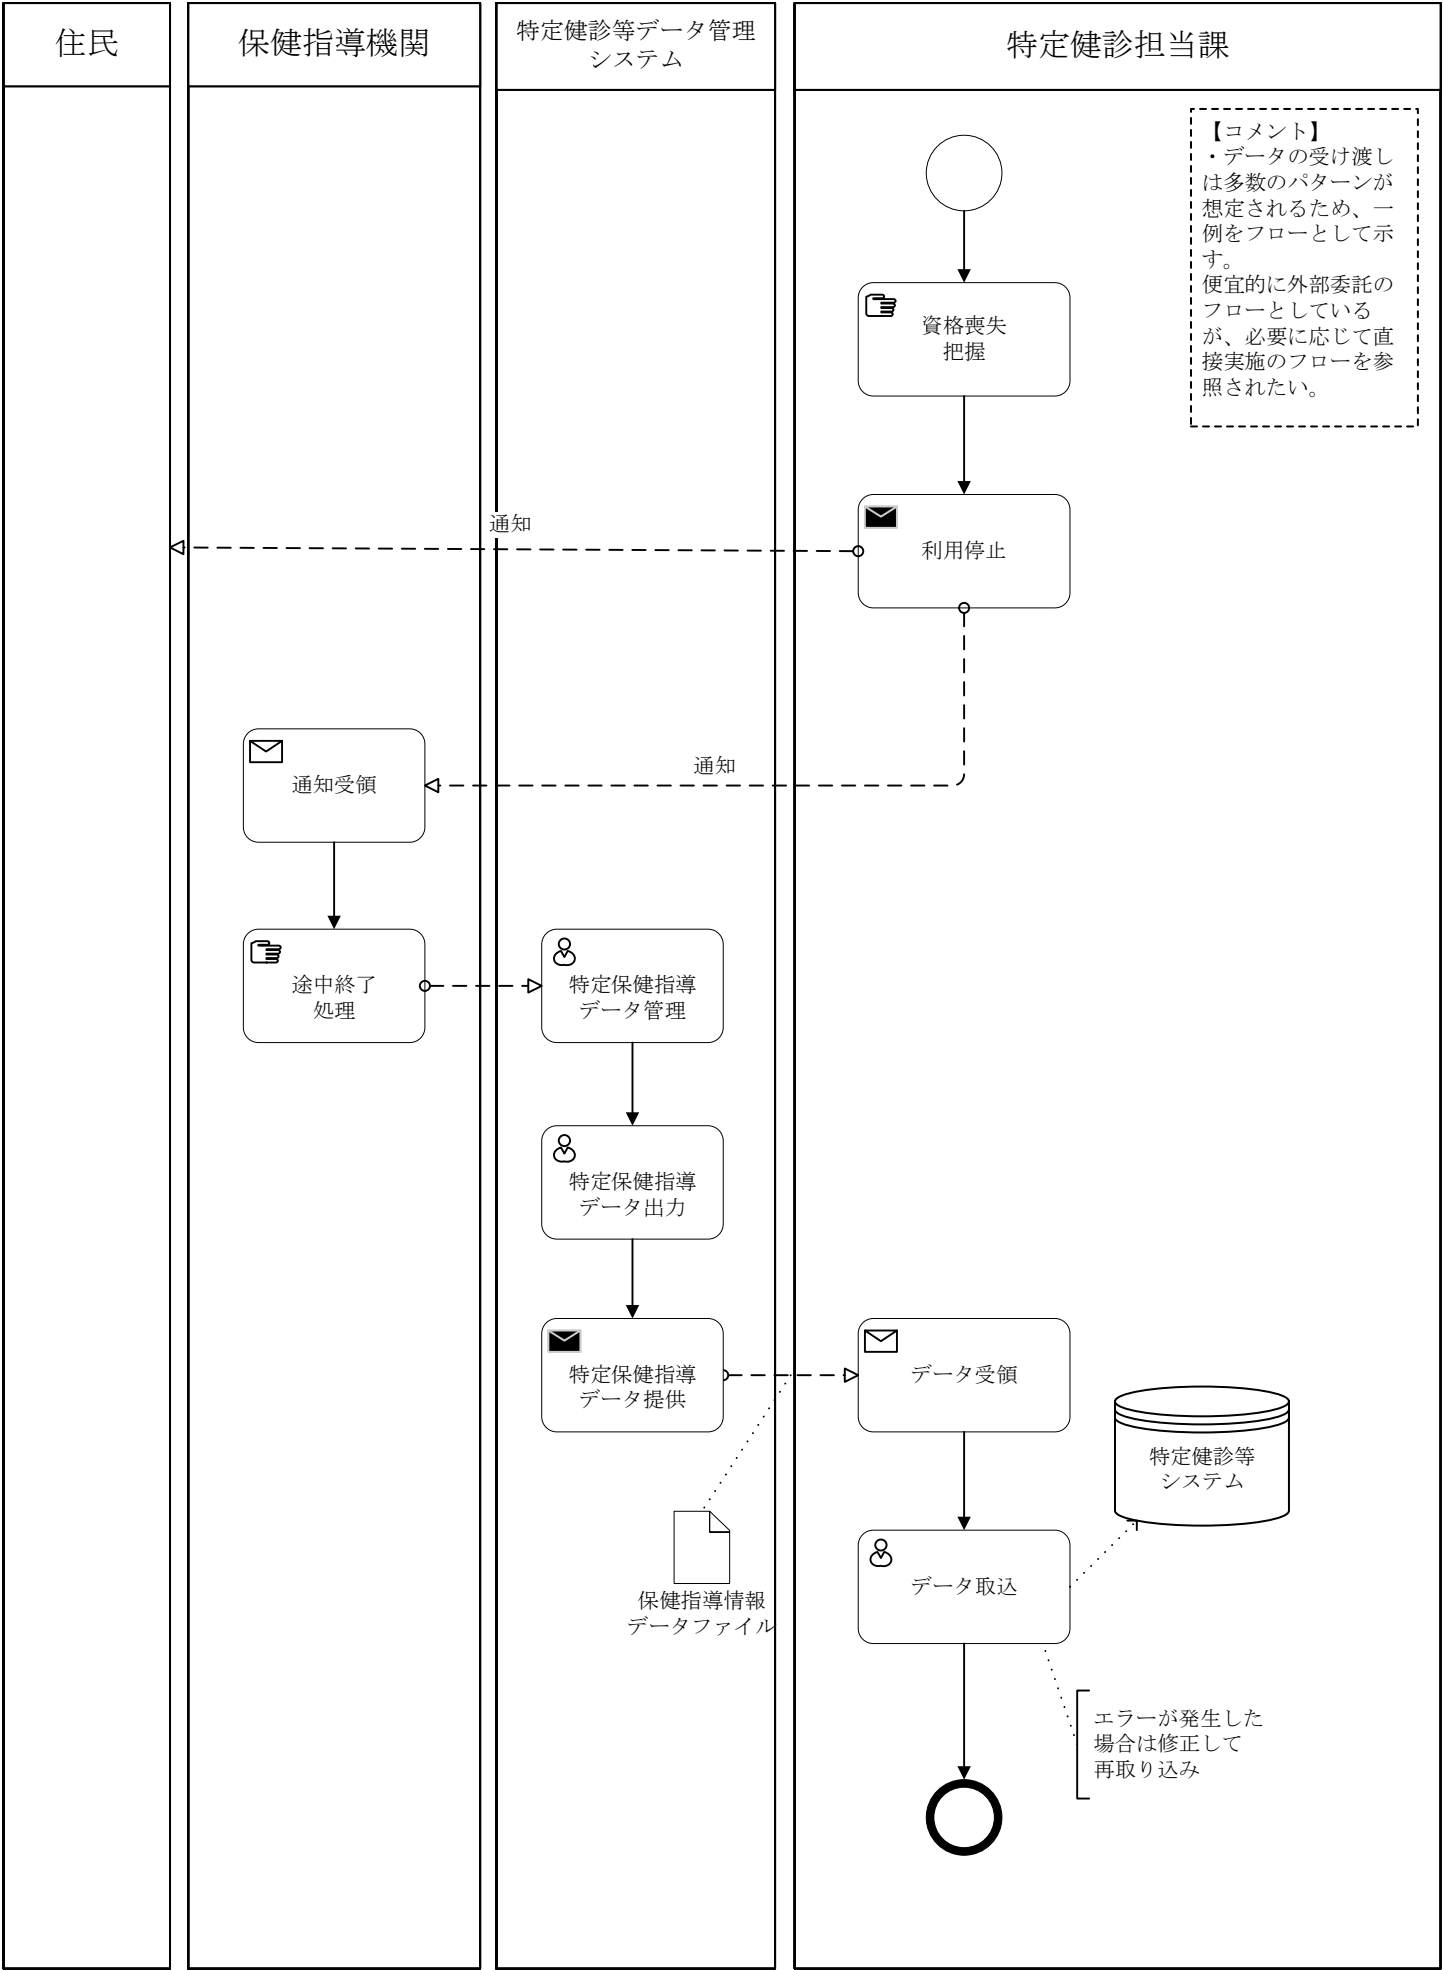 住民
保健指導機関
特定健診等データ管理
システム
特定健診担当課
【コメント】
・データの受け渡し
は多数のパターンが
想定されるため、一
例をフローとして示
す。
便宜的に外部委託の
フローとしている
が、必要に応じて直
接実施のフローを参
照されたい。
資格喪失
把握
通知
利用停止
通知
通知受領
途中終了
処理
特定保健指導
データ管理
特定保健指導
データ出力
特定保健指導
データ提供
データ受領
特定健診等
システム
データ取込
保健指導情報
データファイル
エラーが発生した
場合は修正して
再取り込み